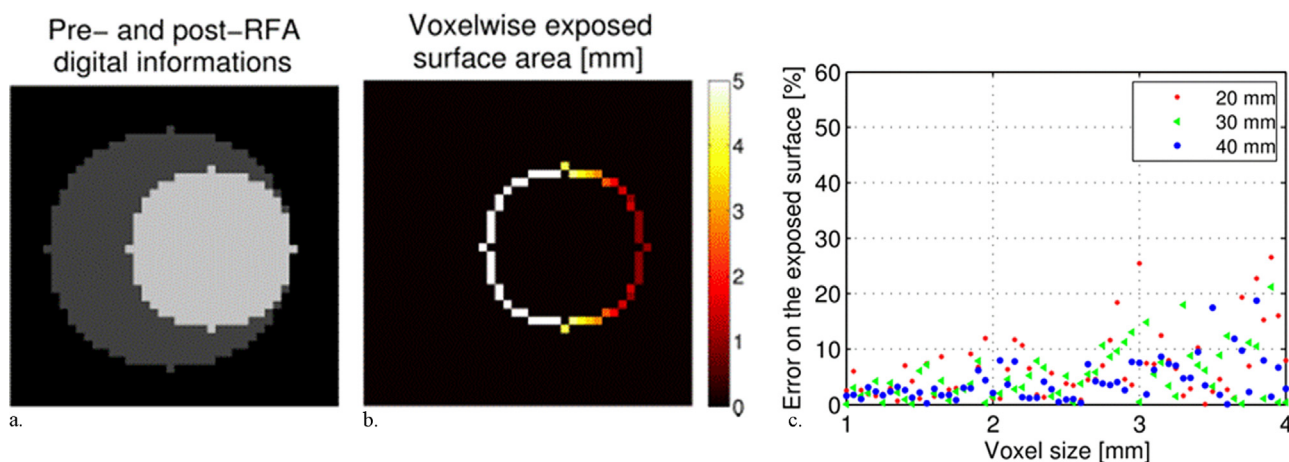 Pre- and post-RFA
digital informations
Voxelwise exposed
surface area [mm]
5
4
3
2
1
0
Error on the exposed surface [%]
60
50
40
30
20
10
0
20 mm
30 mm
40 mm
1
2
3
4
Voxel size [mm]
a.
b.
c.